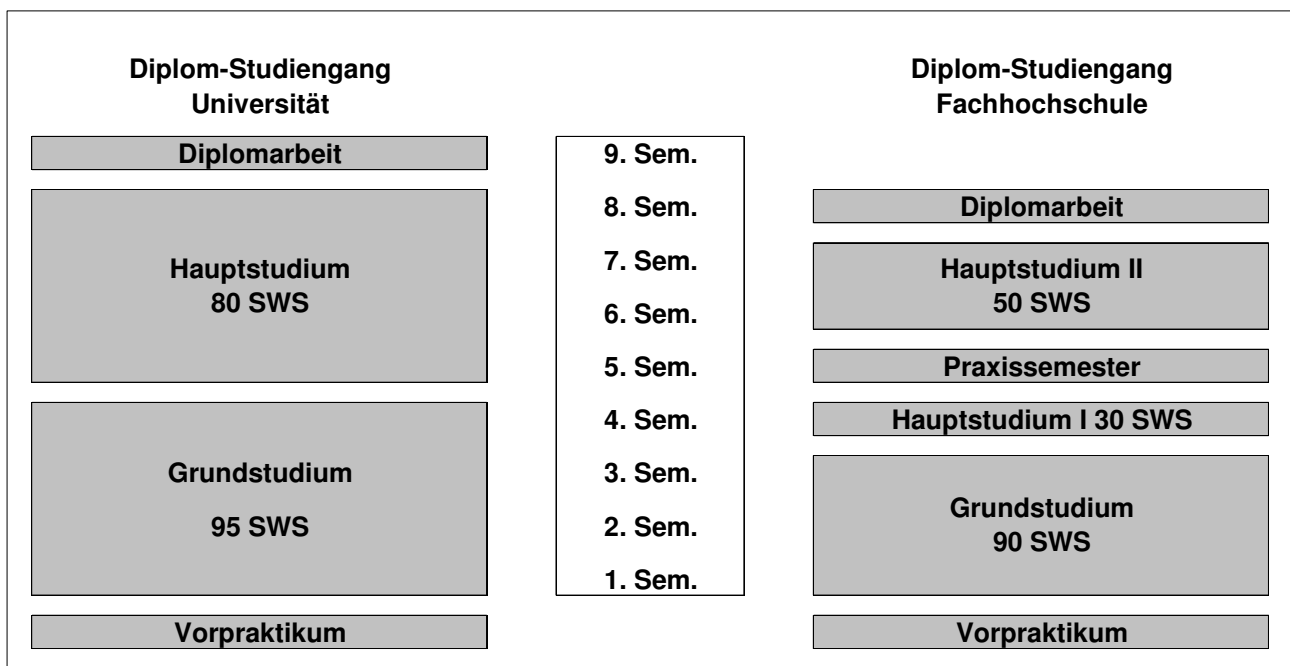 Diplom-Studiengang
Universität
Diplomarbeit
Hauptstudium
80 SWS
Grundstudium
95 SWS
Vorpraktikum
9. Sem.
8. Sem.
7. Sem.
6. Sem.
5. Sem.
4. Sem.
3. Sem.
2. Sem.
1. Sem.
Diplom-Studiengang
Fachhochschule
Diplomarbeit
Hauptstudium II
50 SWS
Praxissemester
Hauptstudium I 30 SWS
Grundstudium
90 SWS
Vorpraktikum